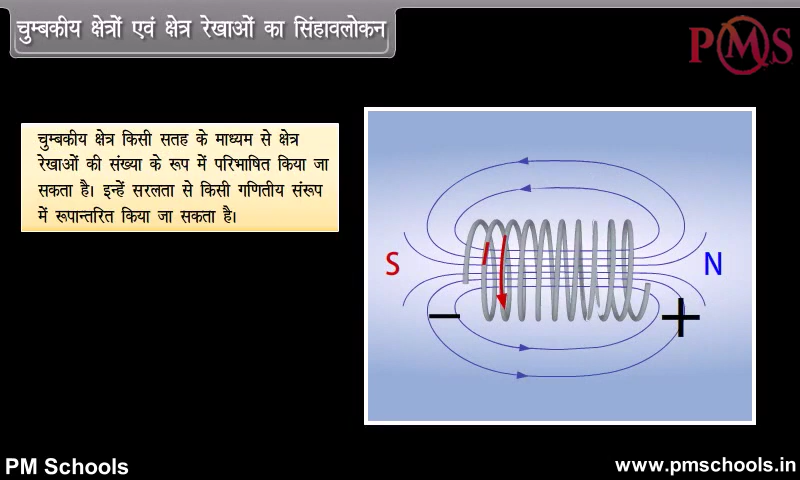 चुम्बकीय क्षेत्रों एवं क्षेत्र रेखाओं का सिंहावलोकन
PMS
चुम्बकीय क्षेत्र किसी सतह के माध्यम से क्षेत्र
रेखाओं की संख्या के रूप में परिभाषित किया जा
सकता है। इन्हें सरलता से किसी गणितीय संरूप
में रूपान्तरित किया जा सकता है।
S
N
− +
PM Schools
www.pmschools.in